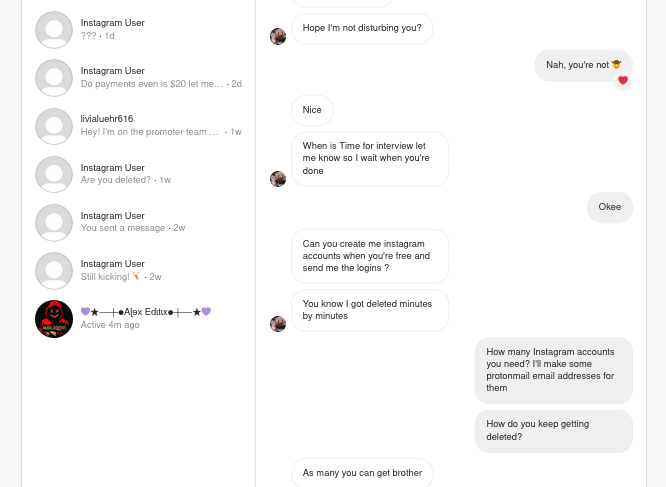 Instagram User
??? · 1d
Instagram User
Do payments even is $20 let me... · 2d
livialuehr616
Hey! I'm on the promoter team ... · 1w
Instagram User
Are you deleted? · 1w
Instagram User
You sent a message · 2w
Instagram User
Still kicking! · 2w
Active 4m ago
Hope I'm not disturbing you?
Nah, you're not 🤠
Nice
When is Time for interview let
me know so I wait when you're
done
Okee
Can you create me instagram
accounts when you're free and
send me the logins ?
You know I got deleted minutes
by minutes
How many Instagram accounts
you need? I'll make some
protonmail email addresses for
them
How do you keep getting
deleted?
As many you can get brother